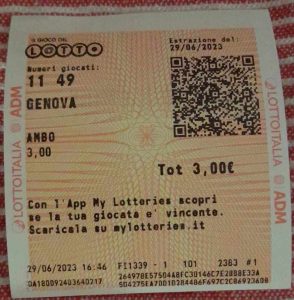 IL GIOCO DEL
LOTTO
Estrazione del:
29/06/2023
Numeri giocati:
11 49
GENOVA
AMBO
3,00
Tot 3,00€
Con l'App My Lotteries scopri
se la tua giocata e' vincente.
Scaricala su mylotteries.it
29/06/2023 16:46 FI1339 - 1 101 2383 #1
LOTTOITALIA ADM
LOTTOITALIA ADM